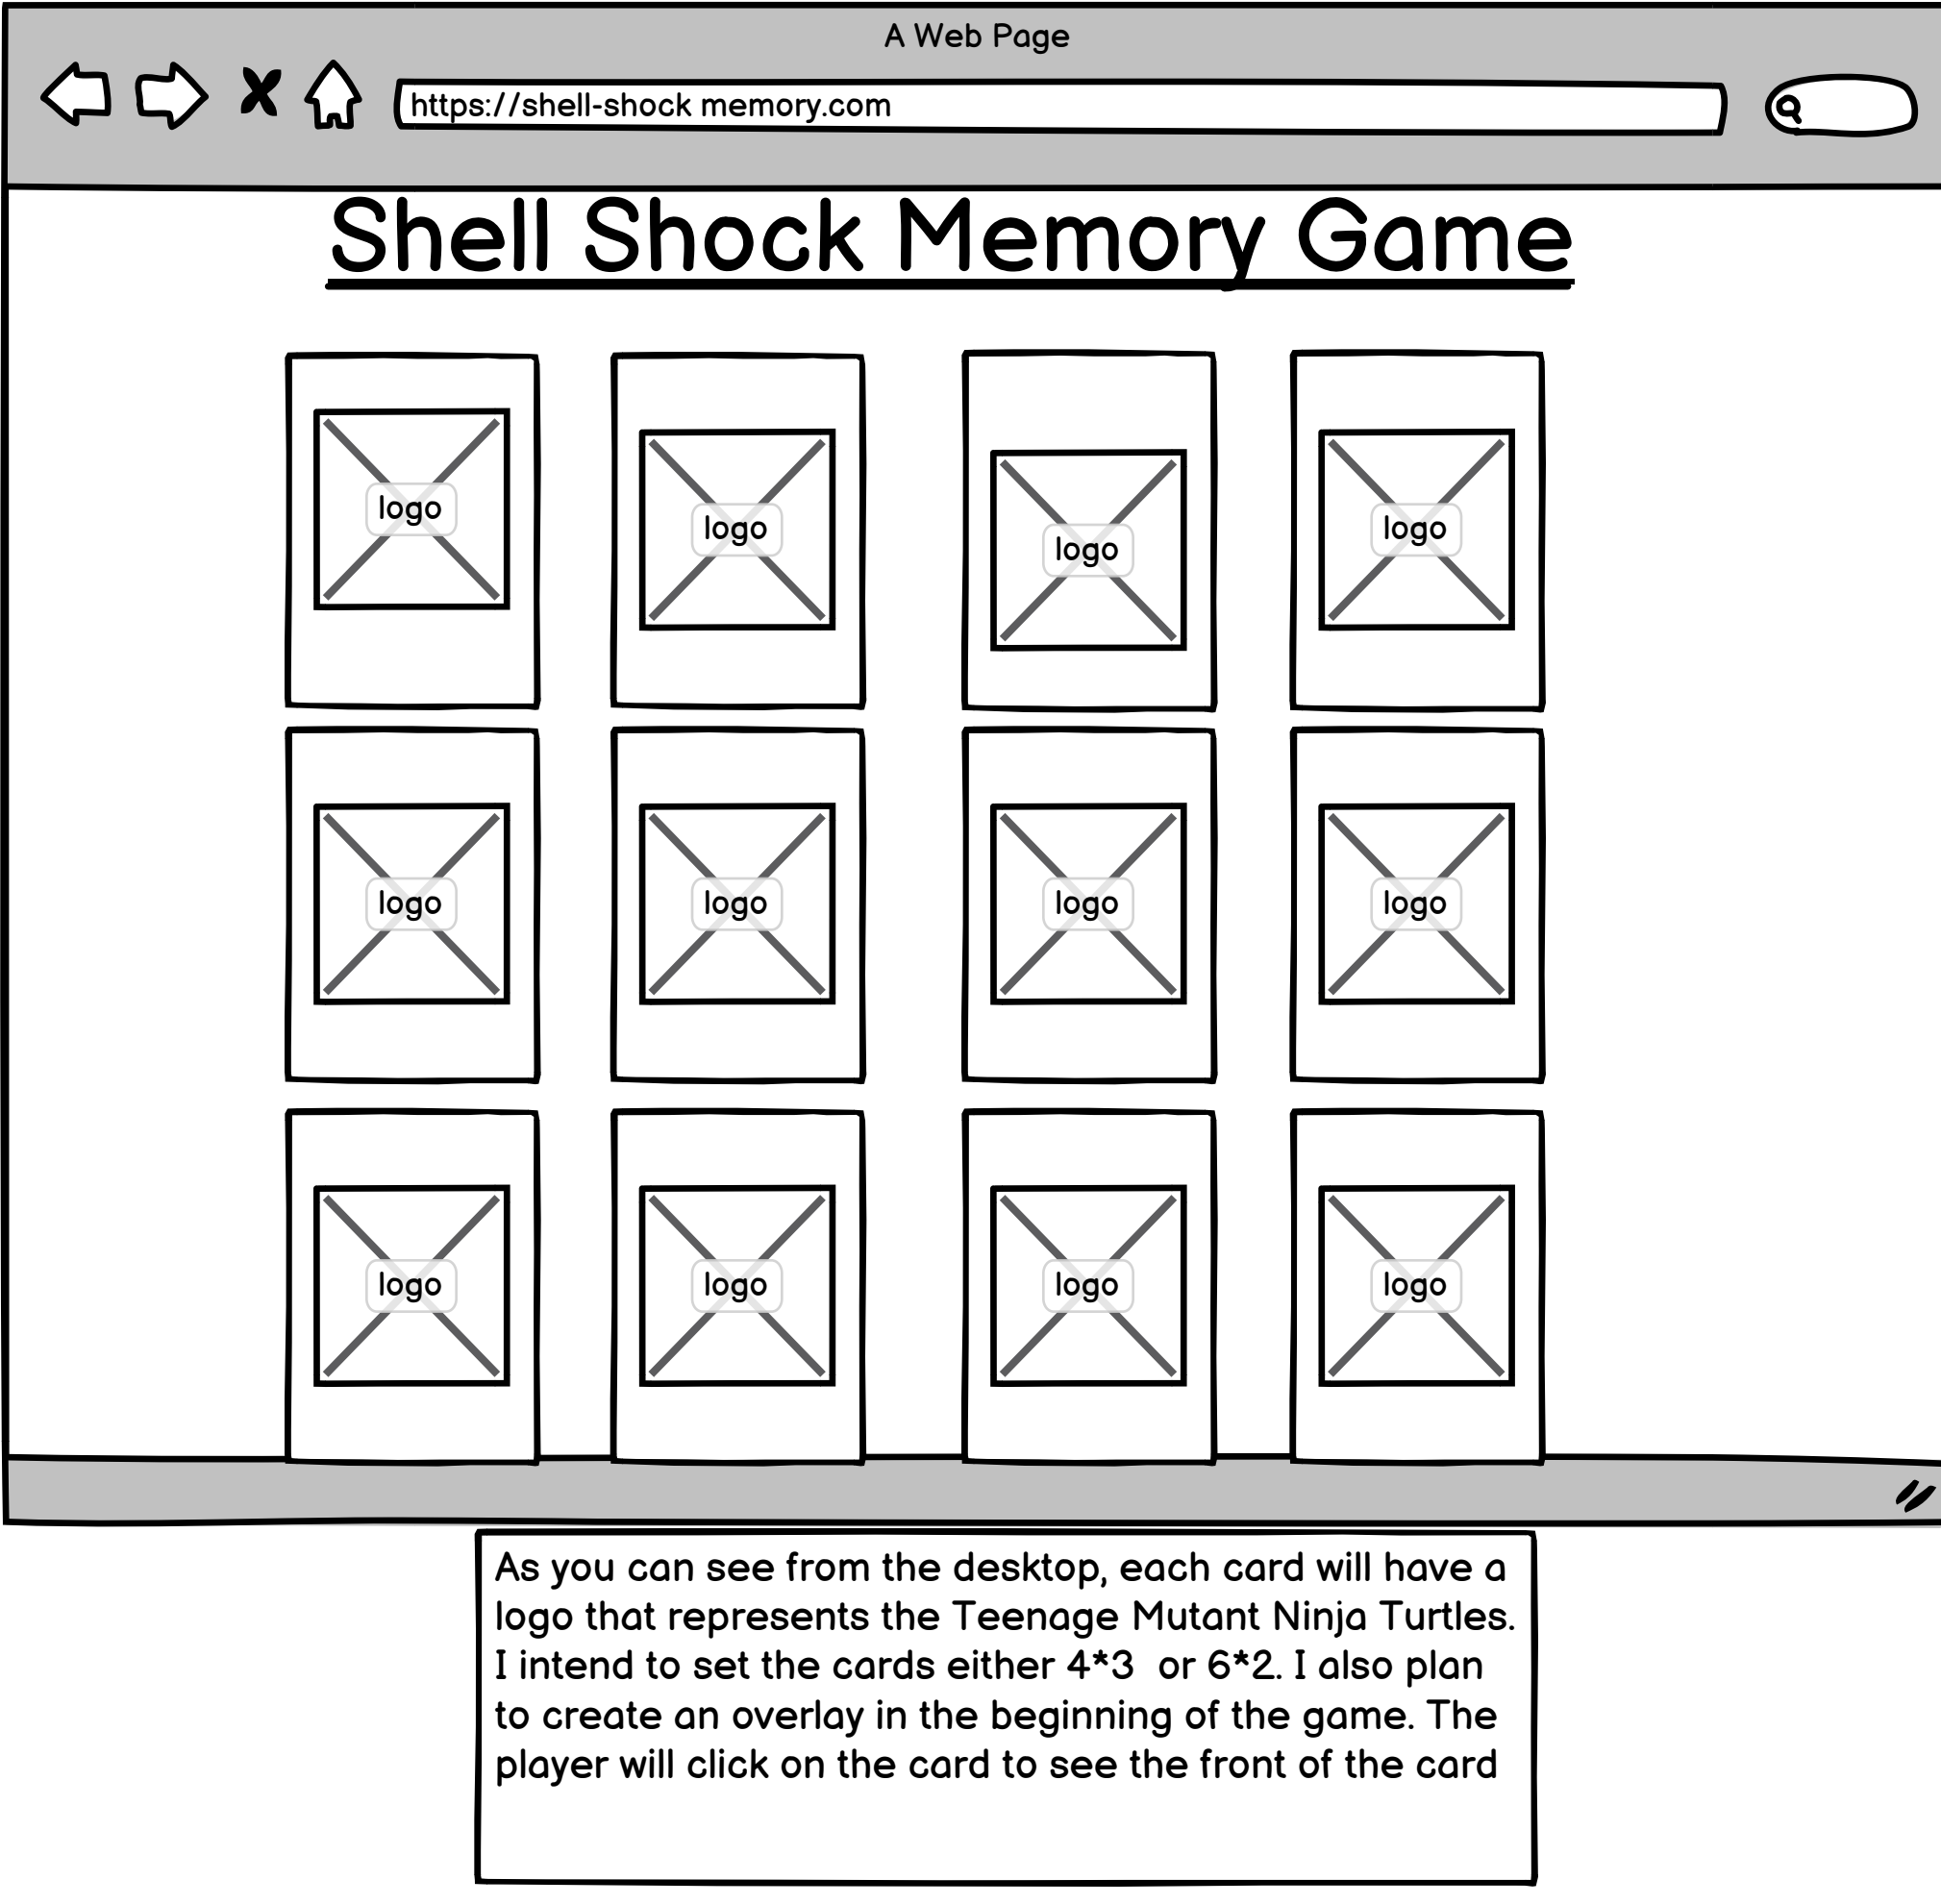 A Web Page
https://shell-shock memory.com
Shell Shock Memory Game
logo logo logo logo
logo logo logo logo
logo logo logo logo
As you can see from the desktop, each card will have a
logo that represents the Teenage Mutant Ninja Turtles.
I intend to set the cards either 4*3 or 6*2. I also plan
to create an overlay in the beginning of the game. The
player will click on the card to see the front of the card